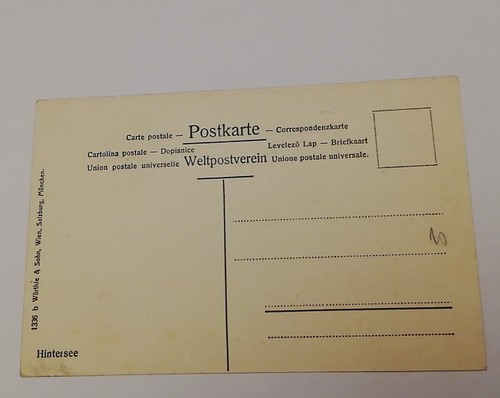 Carte postale — Postkarte — Correspondenzkarte
Cartolina postale — Dopisnice Levelezö Lap — Briefkaart
Union postale universelle Weltpostverein Unione postale universale.
1336 b Würthle & Sohn, Wien, Salzburg, München.
Hintersee